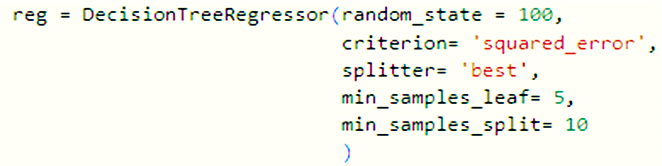 reg = DecisionTreeRegressor(random_state = 100,
criterion= 'squared_error',
splitter= 'best',
min_samples_leaf= 5,
min_samples_split= 10
)